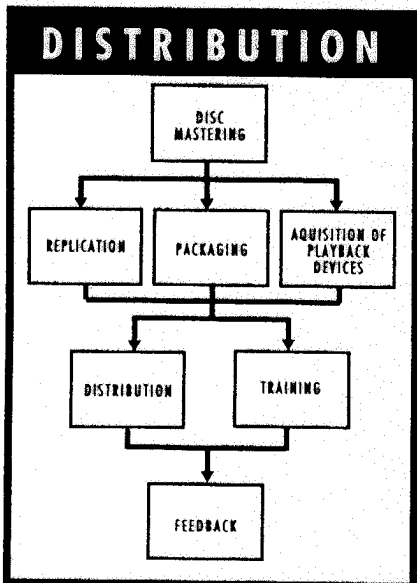 DISTRIBUTION
DISC
MASTERING
REPLICATION
PACKAGING
AQUISITION OF
PLAYBACK
DEVICES
DISTRIBUTION
TRAINING
FEEDBACK